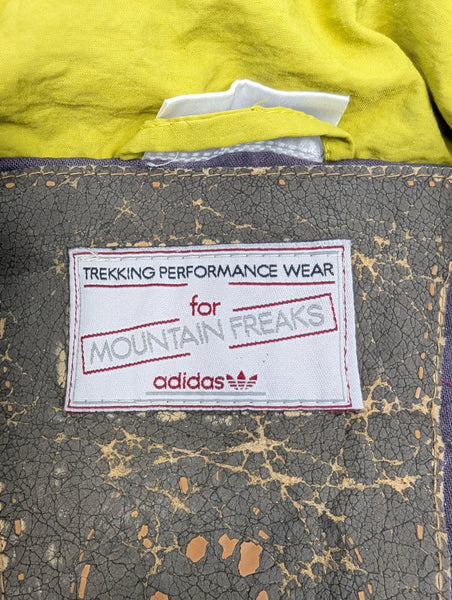 TREKKING PERFORMANCE WEAR
for
MOUNTAIN FREAKS
adidas